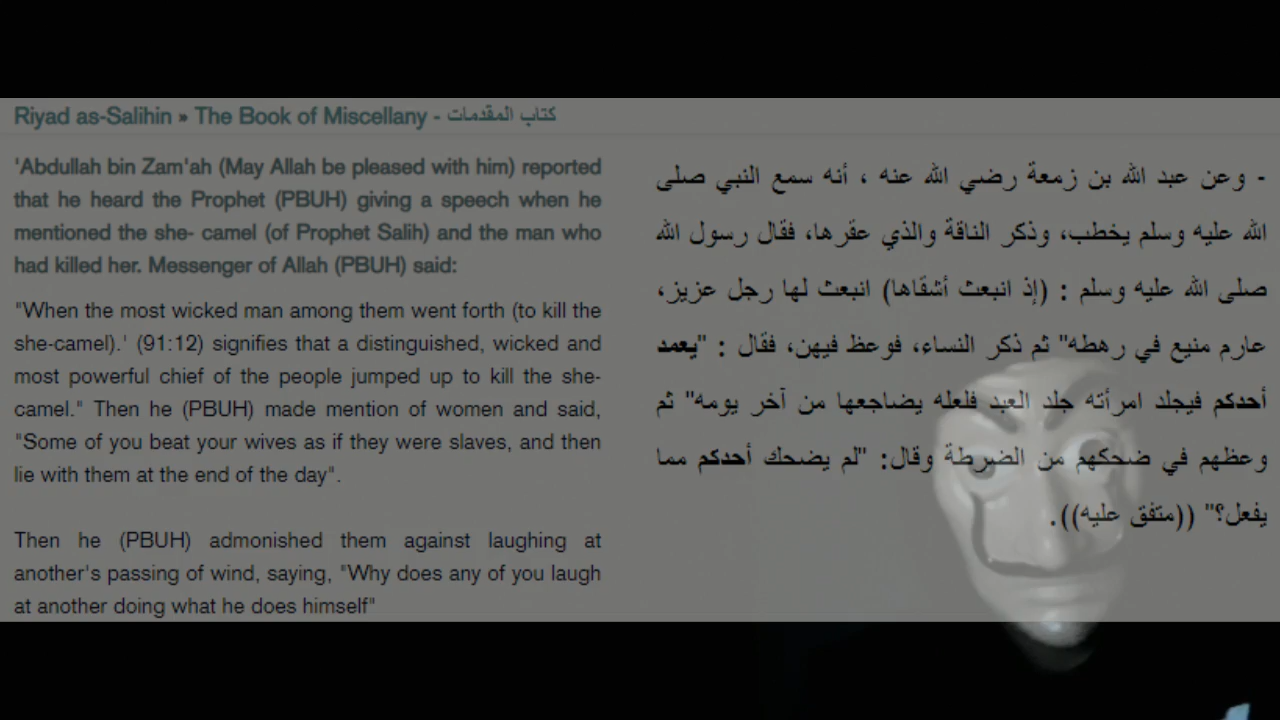 Riyad as-Salihin » The Book of Miscellany - كتاب المقدمات
'Abdullah bin Zam'ah (May Allah be pleased with him) reported
that he heard the Prophet (PBUH) giving a speech when he
mentioned the she- camel (of Prophet Salih) and the man who
had killed her. Messenger of Allah (PBUH) said:
"When the most wicked man among them went forth (to kill the
she-camel).' (91:12) signifies that a distinguished, wicked and
most powerful chief of the people jumped up to kill the she-
camel." Then he (PBUH) made mention of women and said,
"Some of you beat your wives as if they were slaves, and then
lie with them at the end of the day".
Then he (PBUH) admonished them against laughing at
another's passing of wind, saying, "Why does any of you laugh
at another doing what he does himself"
- وعن عبد الله بن زمعة رضي الله عنه ، أنه سمع النبي صلى
الله عليه وسلم يخطب، وذكر الناقة والذي عقرها، فقال رسول الله
صلى الله عليه وسلم : (إذ انبعث أشقاها) انبعث لها رجل عزيز،
عارم منيع في رهطه" ثم ذكر النساء، فوعظ فيهن، فقال : "يعمد
أحدكم فيجلد امرأته جلد العبد فلعله يضاجعها من آخر يومه" ثم
وعظهم في ضحكهم من الضرطة وقال: "لم يضحك أحدكم مما
يفعل؟" ((متفق عليه)).